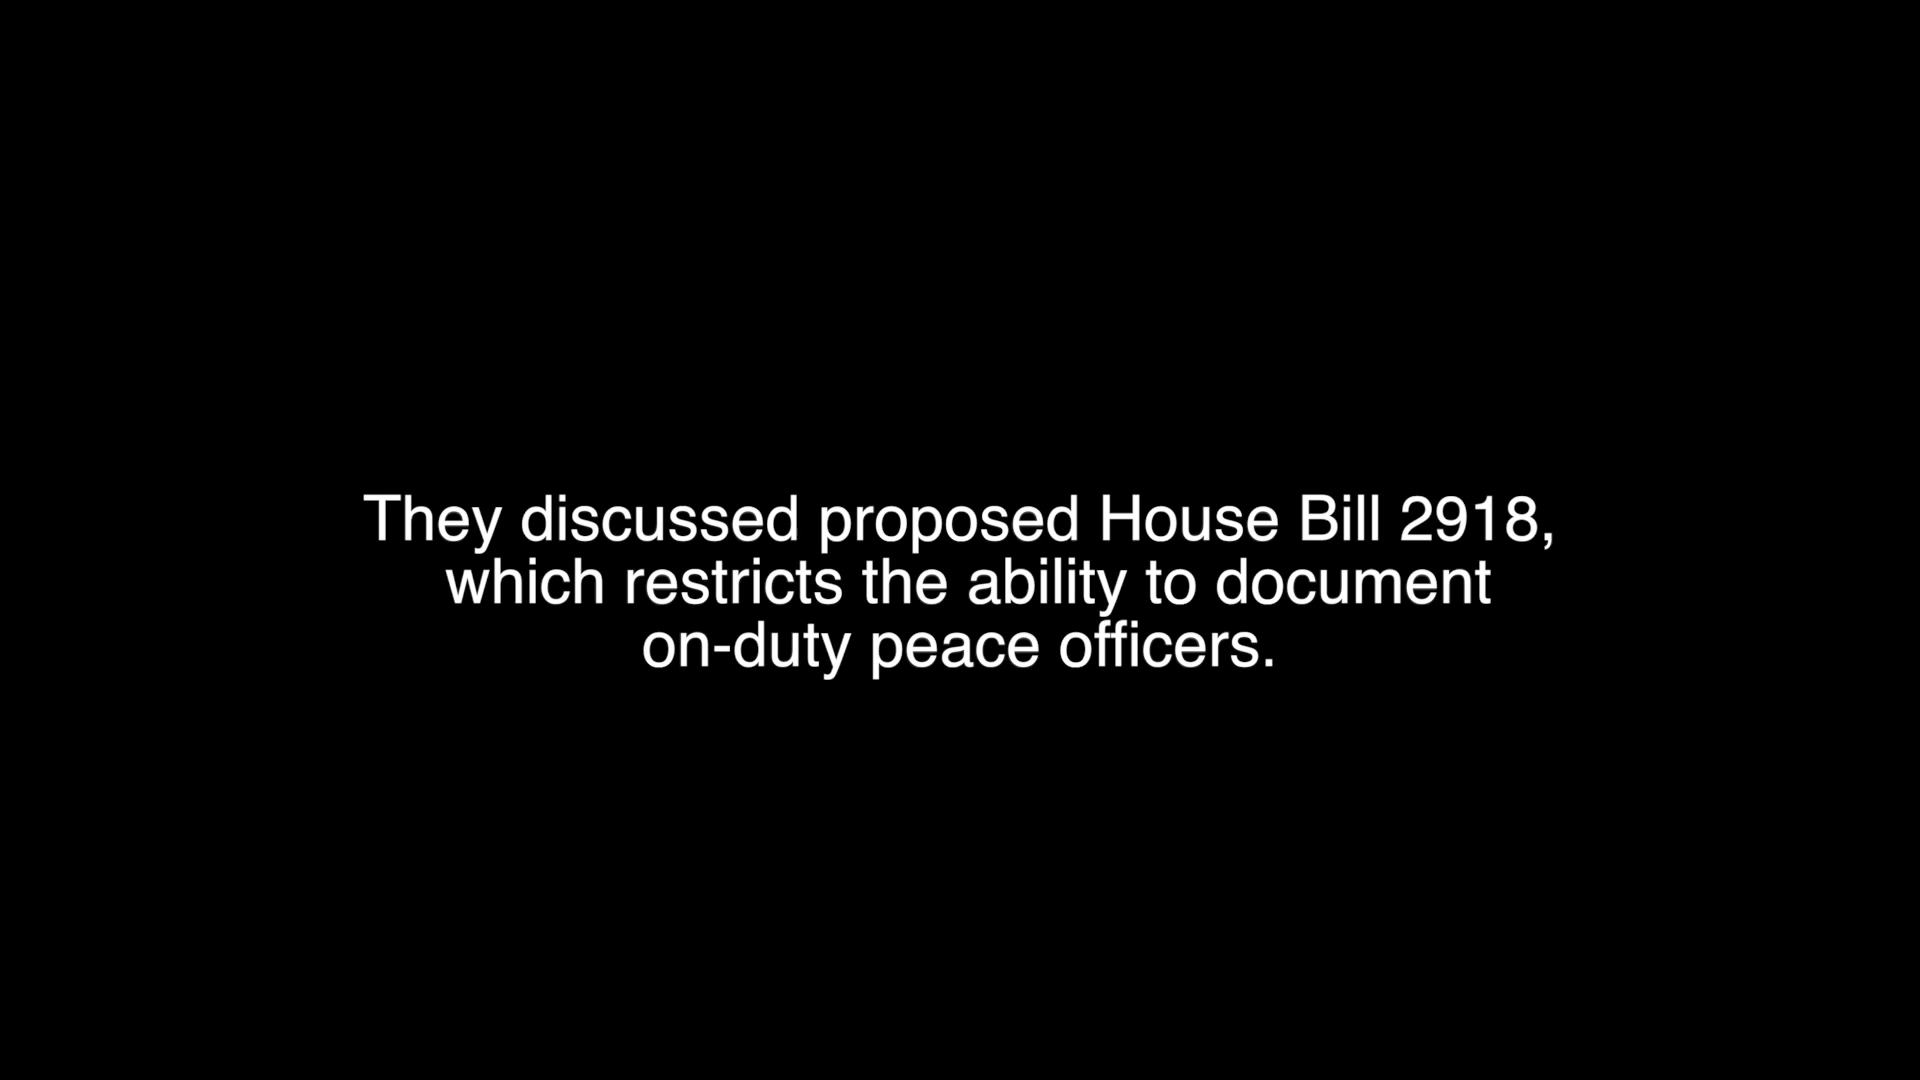 They discussed proposed House Bill 2918,
which restricts the ability to document
on-duty peace officers.